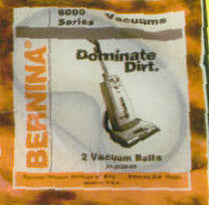 6000 Vacuums
Series
Dominate
Dirt.
BERNINA®
2 Vacuum Belts